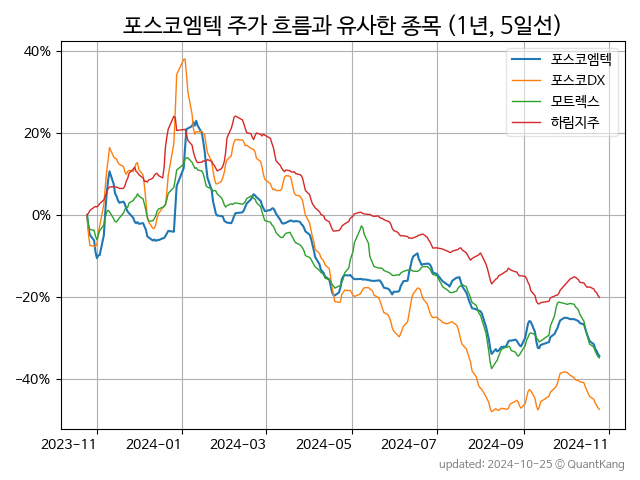 포스코엠텍 주가 흐름과 유사한 종목 (1년, 5일선)
포스코엠텍
포스코DX
모트렉스
하림지주
40%
20%
0%
−20%
−40%
2023-11 2024-01 2024-03 2024-05 2024-07 2024-09 2024-11
updated: 2024-10-25 © QuantKang